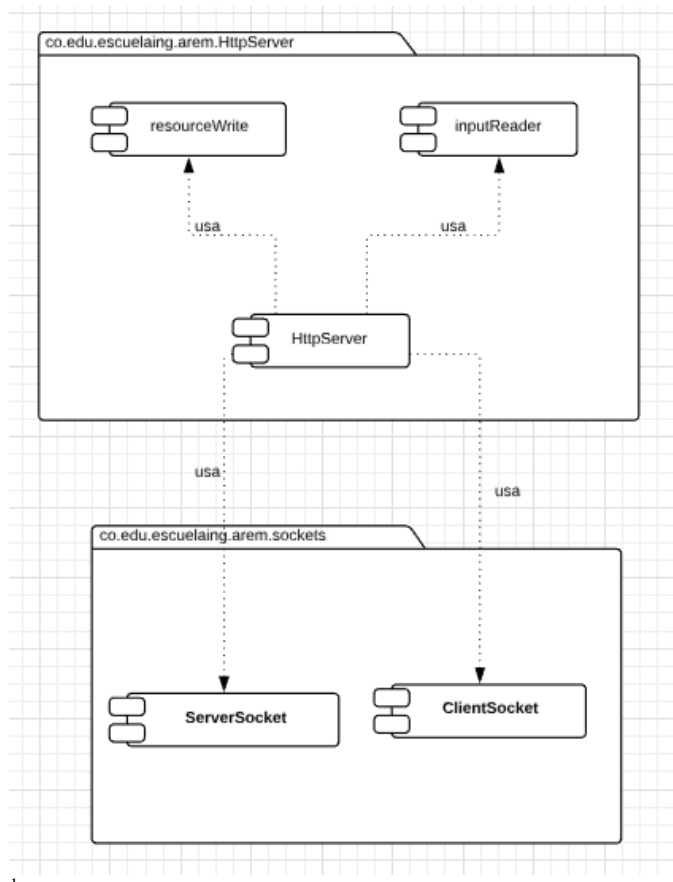 co.edu.escuelaing.arem.HttpServer
resourceWrite
inputReader
usa
usa
HttpServer
usa
usa
co.edu.escuelaing.arem.sockets
ServerSocket
ClientSocket